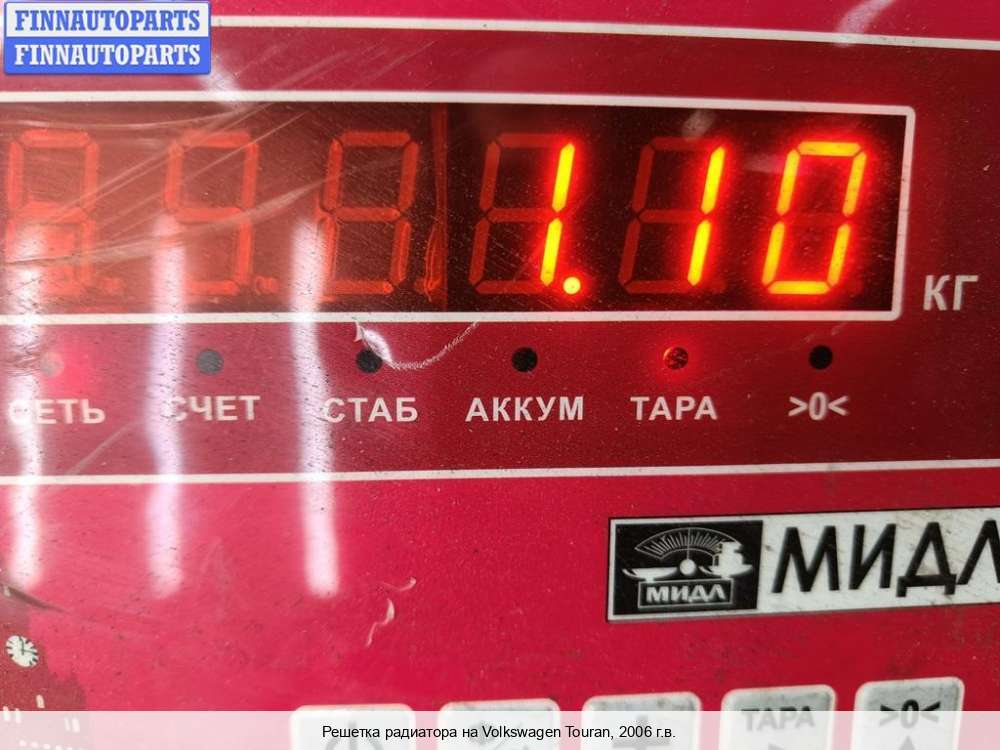 FINNAUTOPARTS
FINNAUTOPARTS
1.10
КГ
СЕТЬ СЧЕТ СТАБ АККУМ ТАРА >0<
МИДЛ МИДЛ
ТАРА >0<
Решетка радиатора на Volkswagen Touran, 2006 г.в.